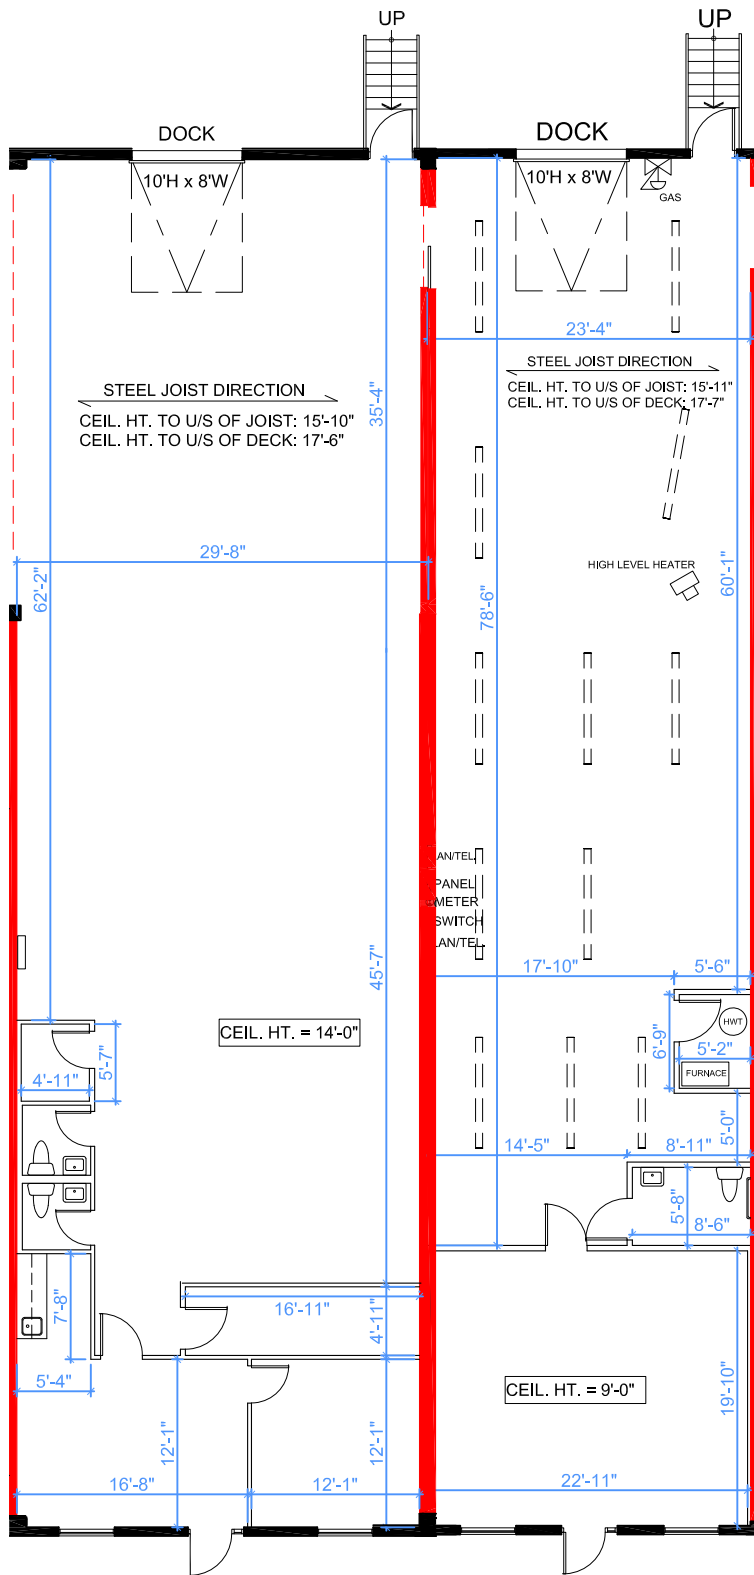 UP
UP
DOCK
DOCK
10'H x 8'W
10'H x 8'W
GAS
23'-4"
STEEL JOIST DIRECTION
CEIL. HT. TO U/S OF JOIST: 15'-11"
CEIL. HT. TO U/S OF DECK: 17'-7"
STEEL JOIST DIRECTION
CEIL. HT. TO U/S OF JOIST: 15'-10"
CEIL. HT. TO U/S OF DECK: 17'-6"
35'-4"
29'-8"
62'-2"
HIGH LEVEL HEATER
60'-1"
78'-6"
AN/TEL.
PANEL
METER
SWITCH
LAN/TEL.
17'-10"
5'-6"
45'-7"
CEIL. HT. = 14'-0"
HWT
6'-9"
5'-2"
FURNACE
5'-7"
4'-11"
5'-0"
14'-5"
8'-11"
5'-8"
8'-6"
7'-8"
16'-11"
4'-11"
5'-4"
CEIL. HT. = 9'-0"
19'-10"
12'-1"
12'-1"
16'-8"
12'-1"
22'-11"